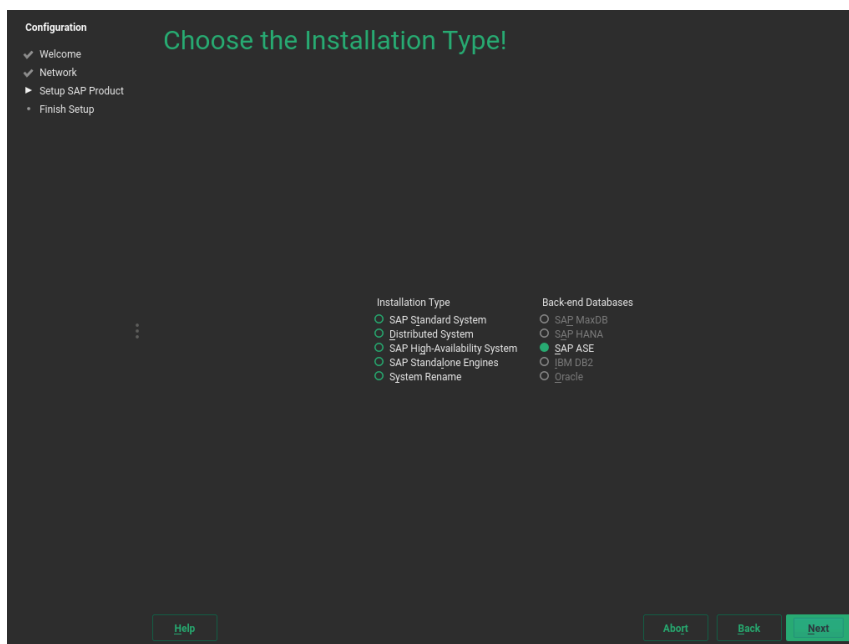 Configuration
Welcome
Network
Setup SAP Product
Finish Setup
Choose the Installation Type!
Installation Type
SAP Standard System
Distributed System
SAP High-Availability System
SAP Standalone Engines
System Rename
Back-end Databases
SAP MaxDB
SAP HANA
SAP ASE
IBM DB2
Oracle
Help
Abort
Back
Next